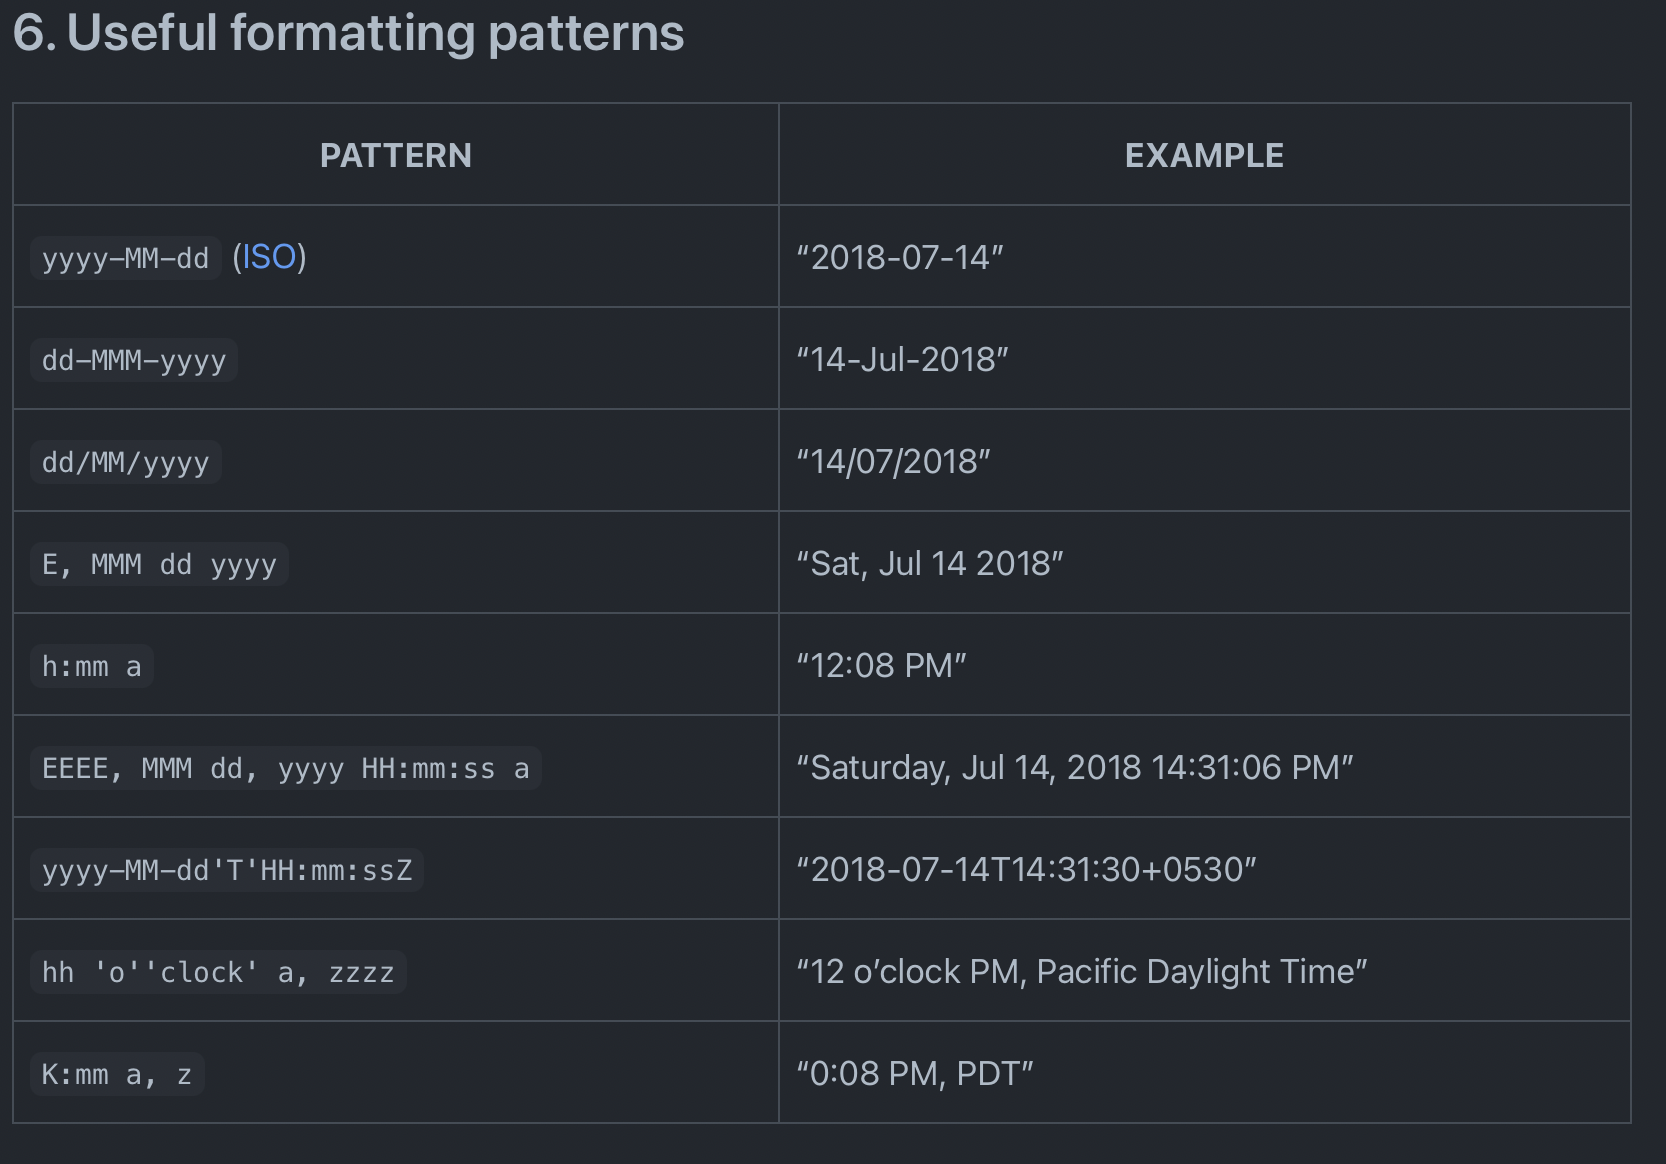 6. Useful formatting patterns
PATTERN EXAMPLE
yyyy-MM-dd (ISO) “2018-07-14”
dd-MMM-yyyy “14-Jul-2018”
dd/MM/yyyy “14/07/2018”
E, MMM dd yyyy “Sat, Jul 14 2018”
h:mm a “12:08 PM”
EEEE, MMM dd, yyyy HH:mm:ss a “Saturday, Jul 14, 2018 14:31:06 PM”
yyyy-MM-dd'T'HH:mm:ssZ “2018-07-14T14:31:30+0530”
hh 'o''clock' a, zzzz “12 o’clock PM, Pacific Daylight Time”
K:mm a, z “0:08 PM, PDT”